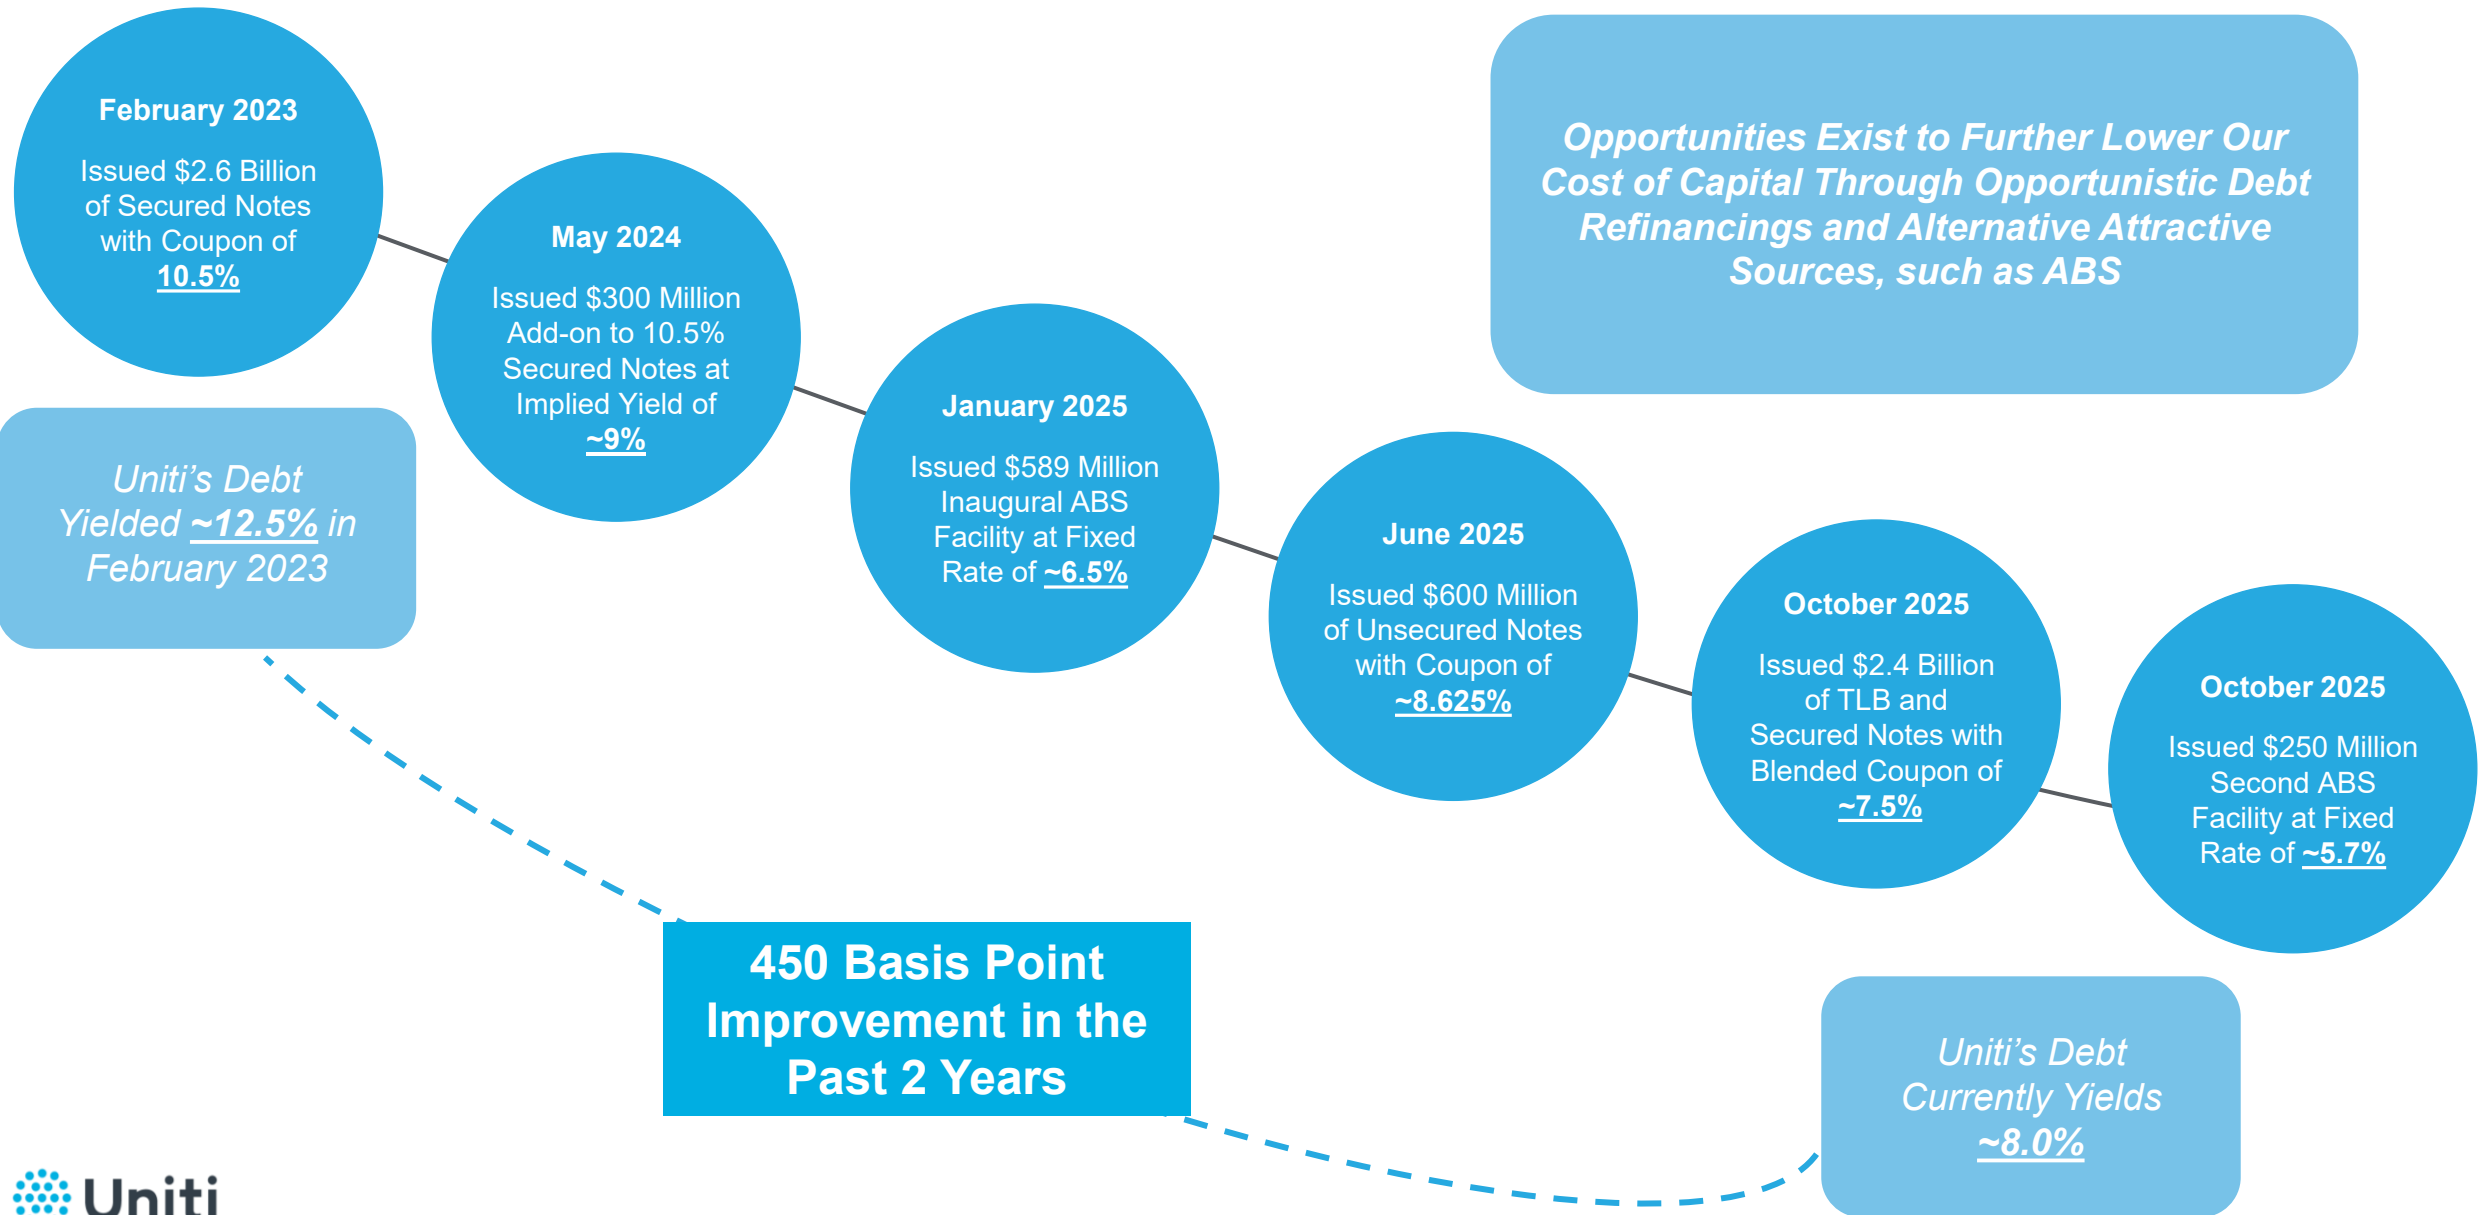 February 2023
Issued $2.6 Billion
of Secured Notes
with Coupon of
10.5%
May 2024
Issued $300 Million
Add-on to 10.5%
Secured Notes at
Implied Yield of
~9%
January 2025
Issued $589 Million
Inaugural ABS
Facility at Fixed
Rate of ~6.5%
June 2025
Issued $600 Million
of Unsecured Notes
with Coupon of
~8.625%
October 2025
Issued $2.4 Billion
of TLB and
Secured Notes with
Blended Coupon of
~7.5%
October 2025
Issued $250 Million
Second ABS
Facility at Fixed
Rate of ~5.7%
Opportunities Exist to Further Lower Our
Cost of Capital Through Opportunistic Debt
Refinancings and Alternative Attractive
Sources, such as ABS
Uniti’s Debt
Yielded ~12.5% in
February 2023
450 Basis Point
Improvement in the
Past 2 Years
Uniti’s Debt
Currently Yields
~8.0%
Uniti